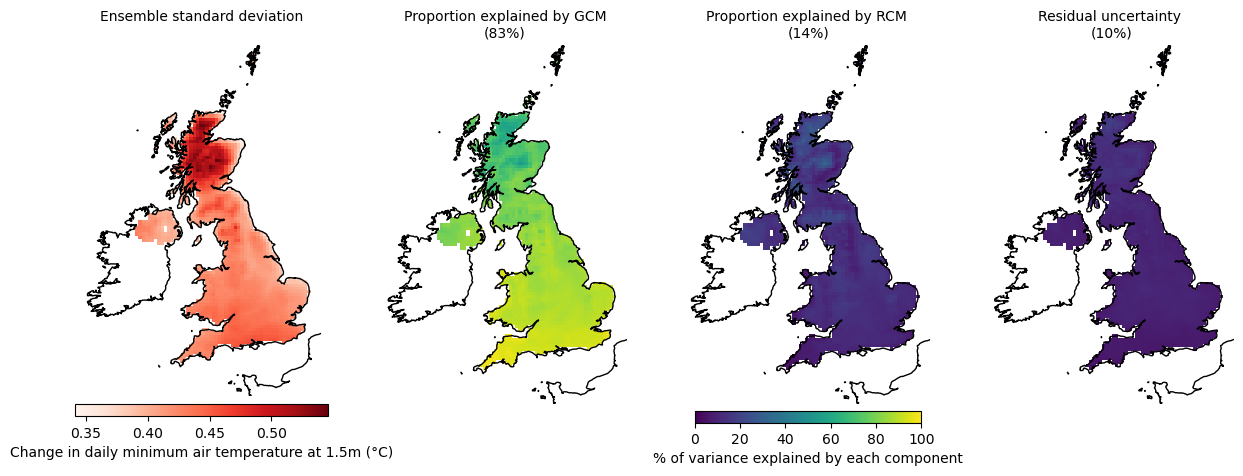 Ensemble standard deviation
Proportion explained by GCM
(83%)
Proportion explained by RCM
(14%)
Residual uncertainty
(10%)
0.35 0.40 0.45 0.50
Change in daily minimum air temperature at 1.5m (°C)
0 20 40 60 80 100
% of variance explained by each component